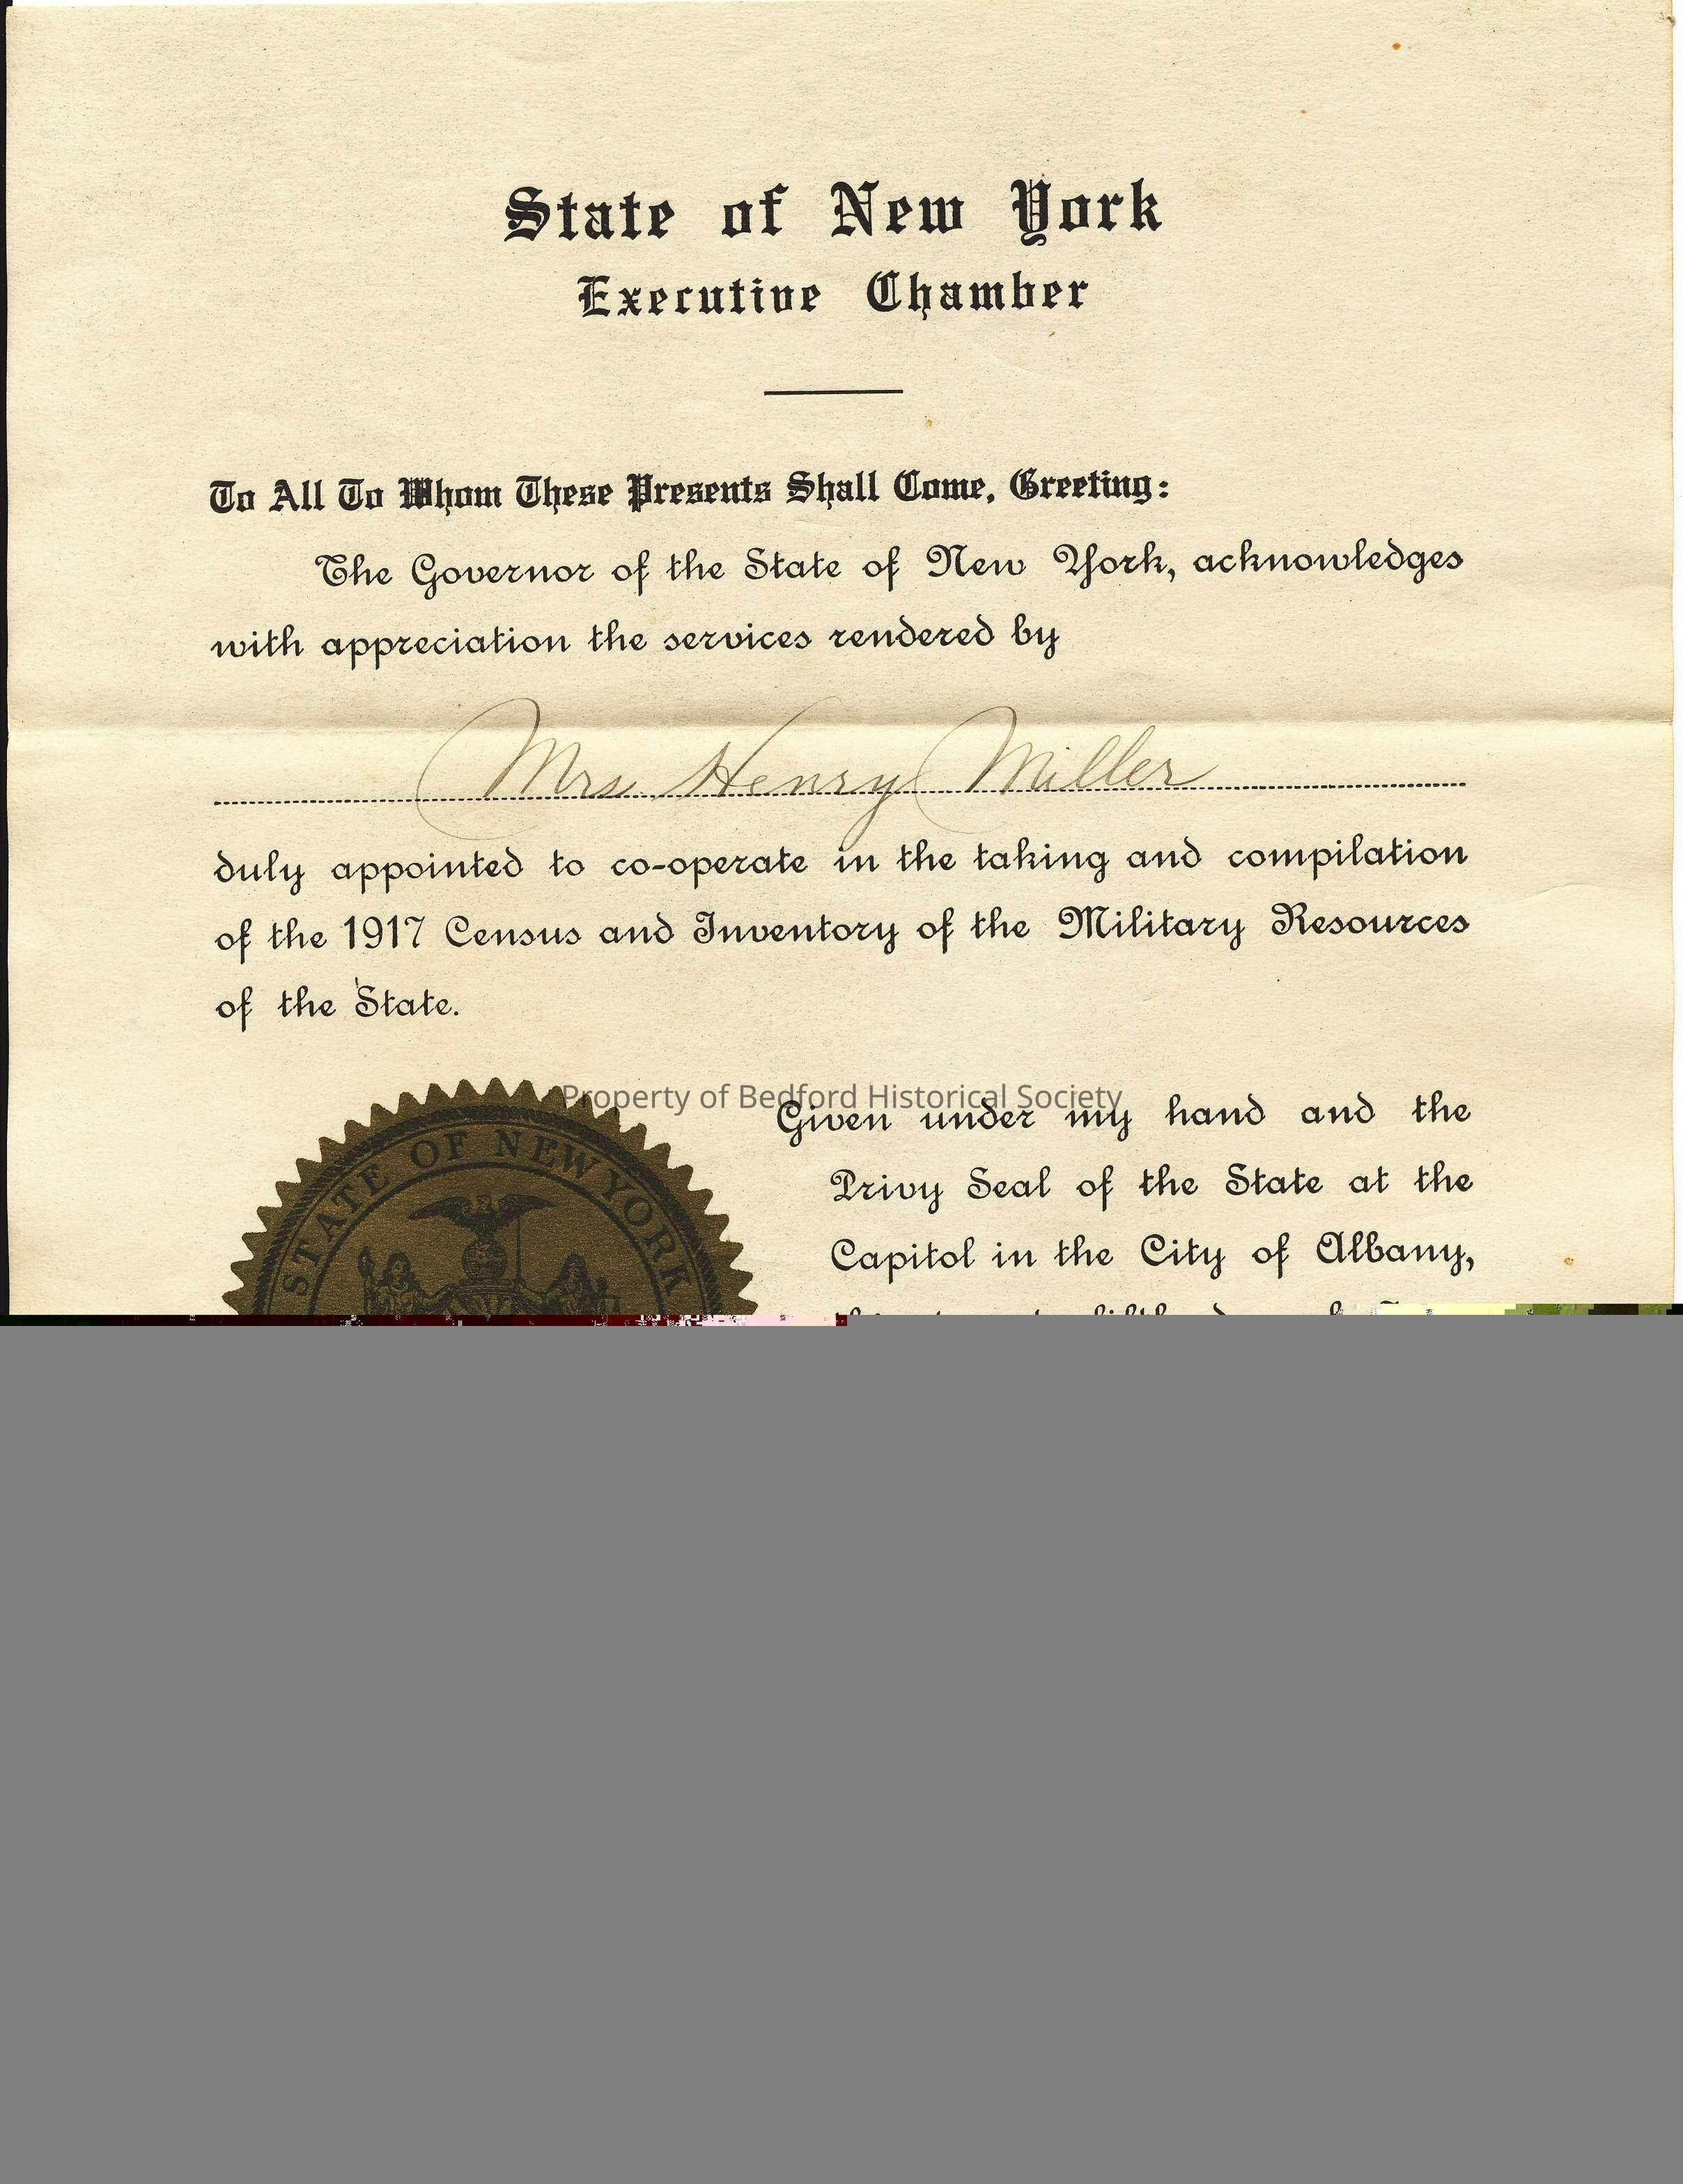 State of New York
Executive Chamber
To All To Whom These Presents Shall Come, Greeting:
The Governor of the State of New York, acknowledges
with appreciation the services rendered by
Mrs Henry Miller
duly appointed to co-operate in the taking and compilation
of the 1917 Census and Inventory of the Military Resources
of the State.
Property of Bedford Historical Society
STATE OF NEW YORK
Given under my hand and the
Privy Seal of the State at the
Capitol in the City of Albany,